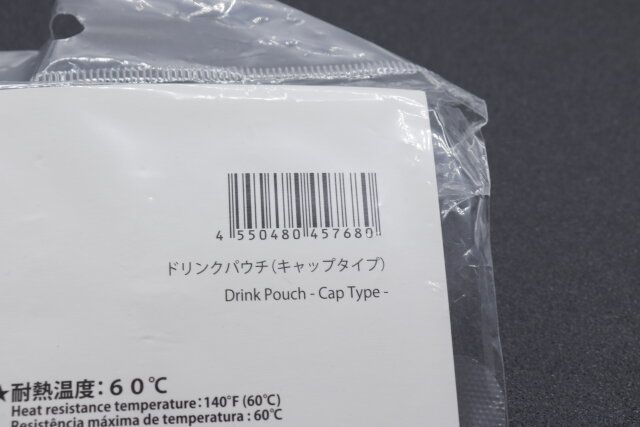 4 550480 457680
ドリンクパウチ(キャップタイプ)
Drink Pouch - Cap Type -
★耐熱温度:60℃
Heat resistance temperature:140°F (60℃)
Resistência máxima de temperatura : 60℃